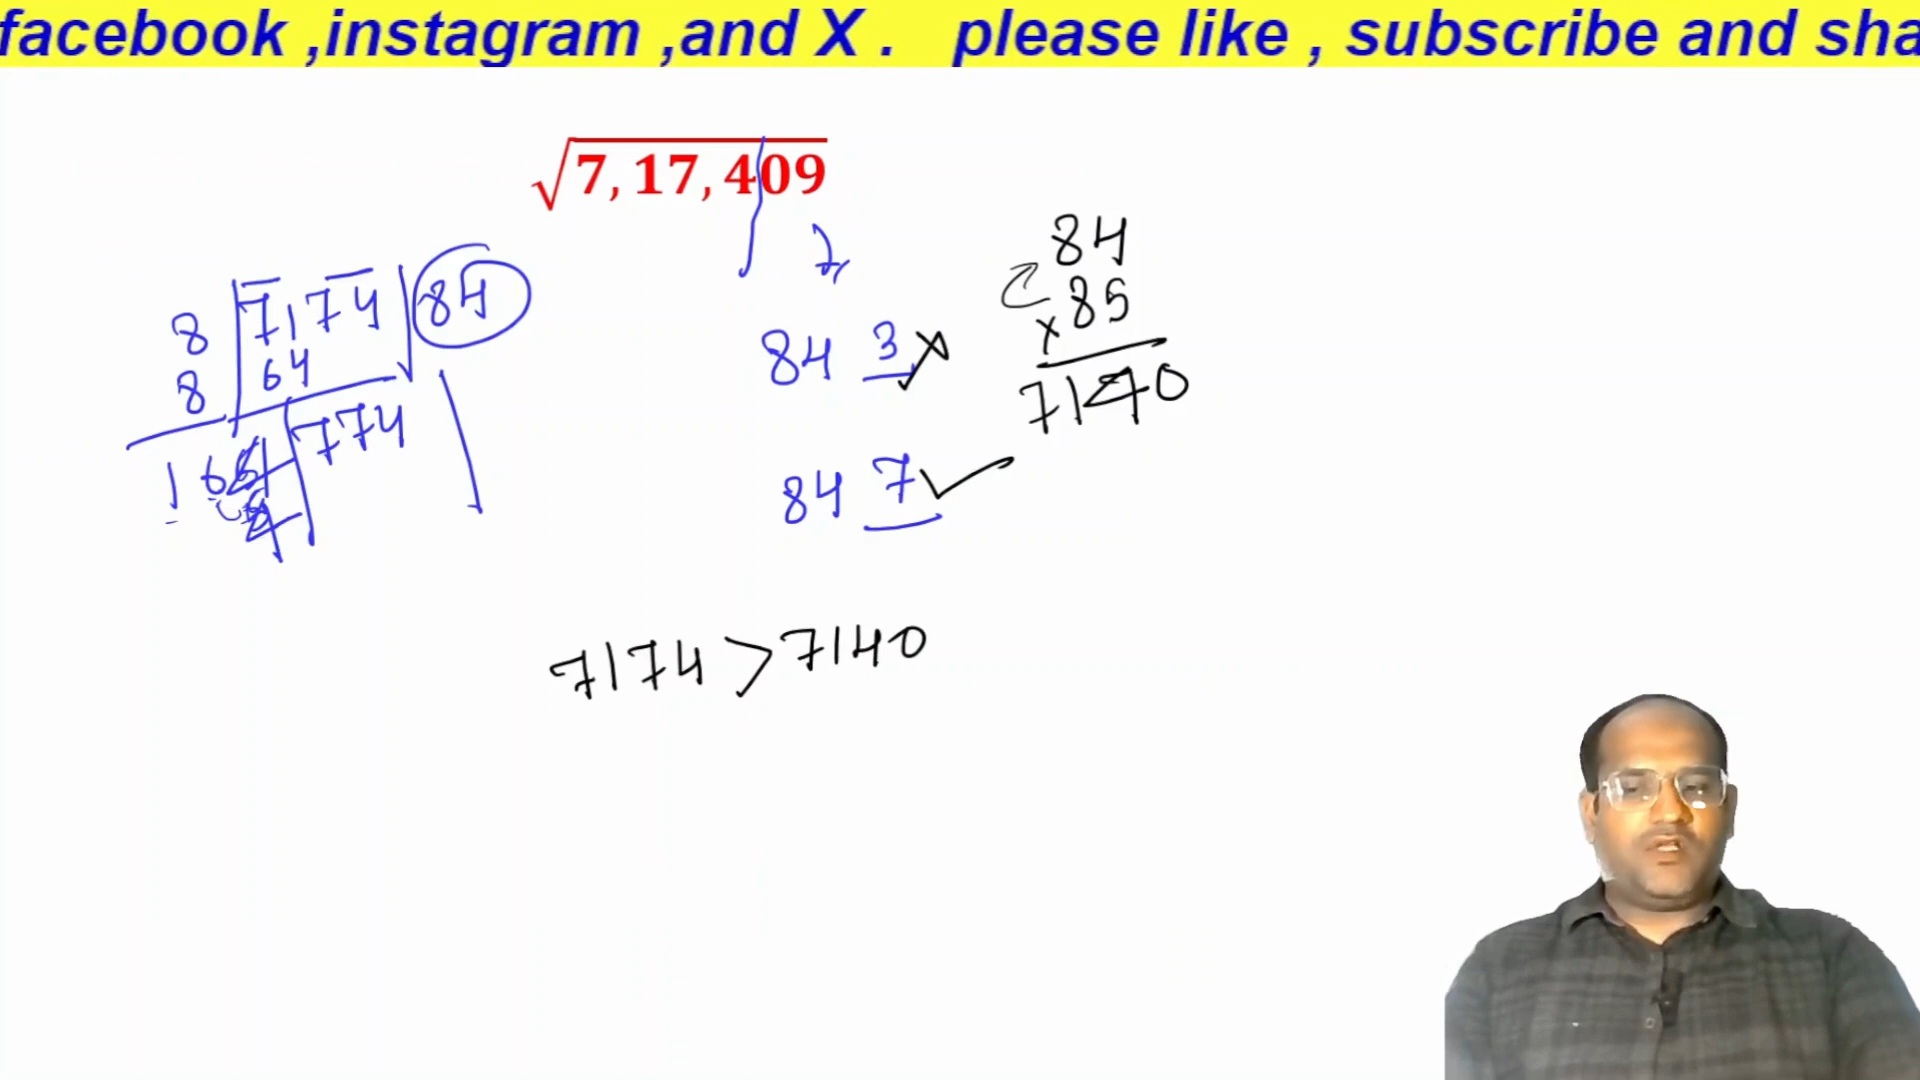 facebook ,instagram ,and X . please like , subscribe and sha
√7,17,409
8 7174 84
8 64
774
84 3
84 7
84
×85
7140
7174 > 7140